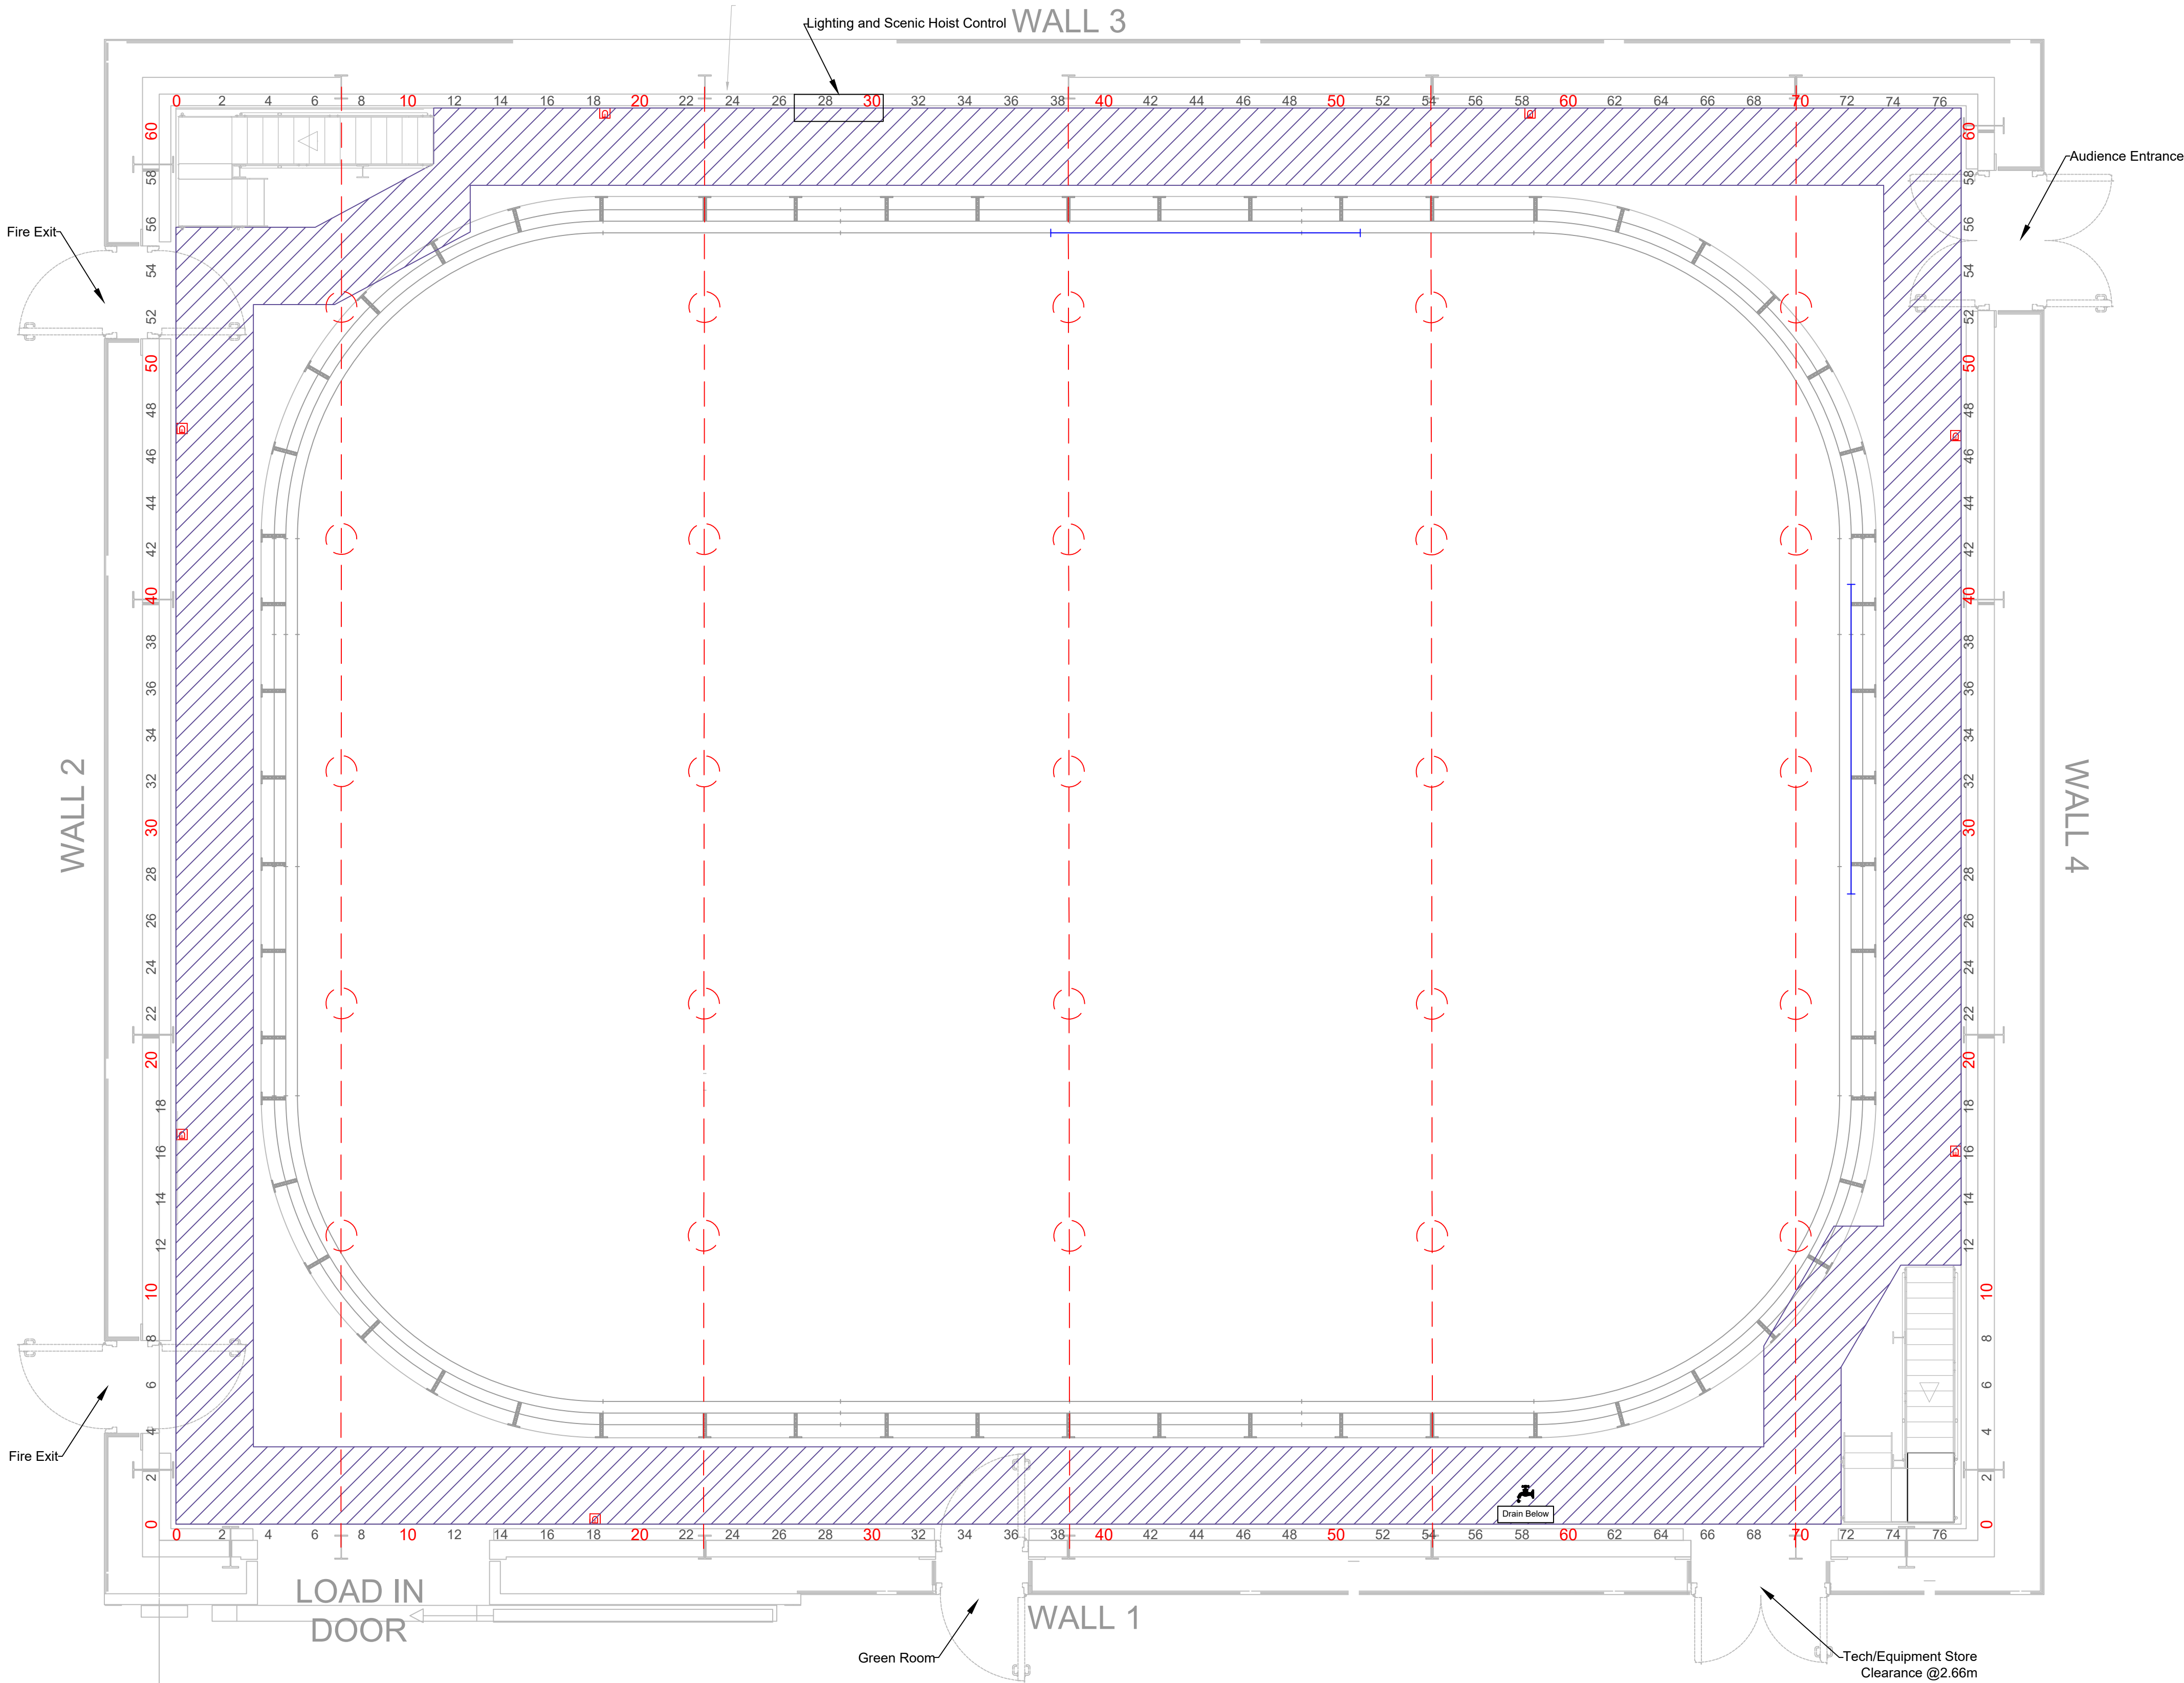 Lighting and Scenic Hoist Control
WALL 3
0 2 4 6 8 10 12 14 16 18 20 22 24 26 28 30 32 34 36 38 40 42 44 46 48 50 52 54 56 58 60 62 64 66 68 70 72 74 76
Audience Entrance
Fire Exit
WALL 2
60 58 56 54 52 50 48 46 44 42 40 38 36 34 32 30 28 26 24 22 20 18 16 14 12 10 8 6 4 2 0
60 58 56 54 52 50 48 46 44 42 40 38 36 34 32 30 28 26 24 22 20 18 16 14 12 10 8 6 4 2 0
WALL 4
Fire Exit
Drain Below
0 2 4 6 8 10 12 14 16 18 20 22 24 26 28 30 32 34 36 38 40 42 44 46 48 50 52 54 56 58 60 62 64 66 68 70 72 74 76
LOAD IN
DOOR
WALL 1
Green Room
Tech/Equipment Store
Clearance @2.66m